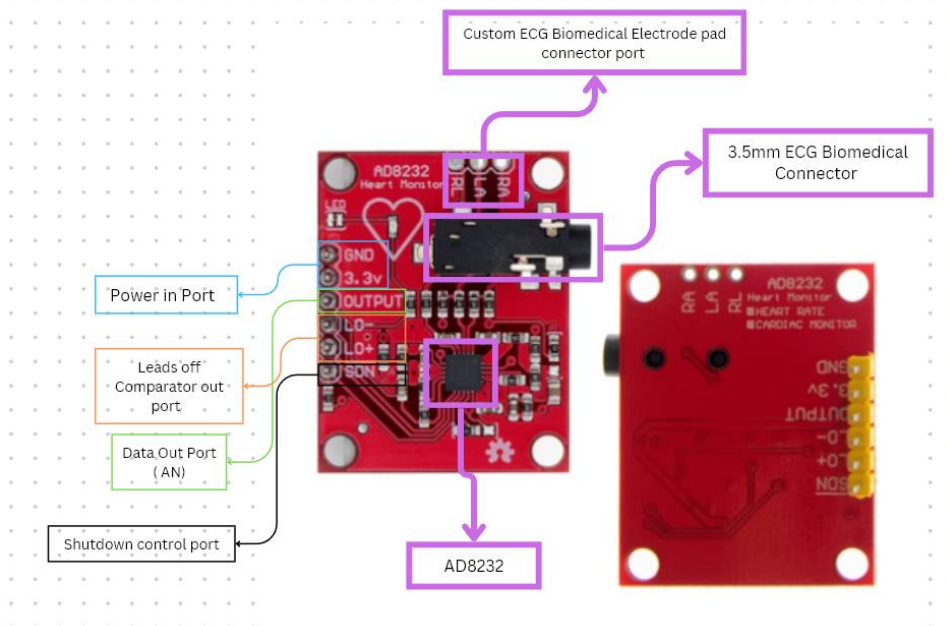 Custom ECG Biomedical Electrode pad
connector port
3.5mm ECG Biomedical
Connector
AD8232
Heart Monitor
RL
LA
RA
LED
GND
3.3v
OUTPUT
LO-
LO+
SDN
Power in Port
Leads off
Comparator out
port
Data Out Port
( AN)
Shutdown control port
AD8232
RA
LA
RL
AD8232
Heart Monitor
HEART RATE
CARDIAC MONITOR
GND
3.3v
OUTPUT
LO-
LO+
SDN